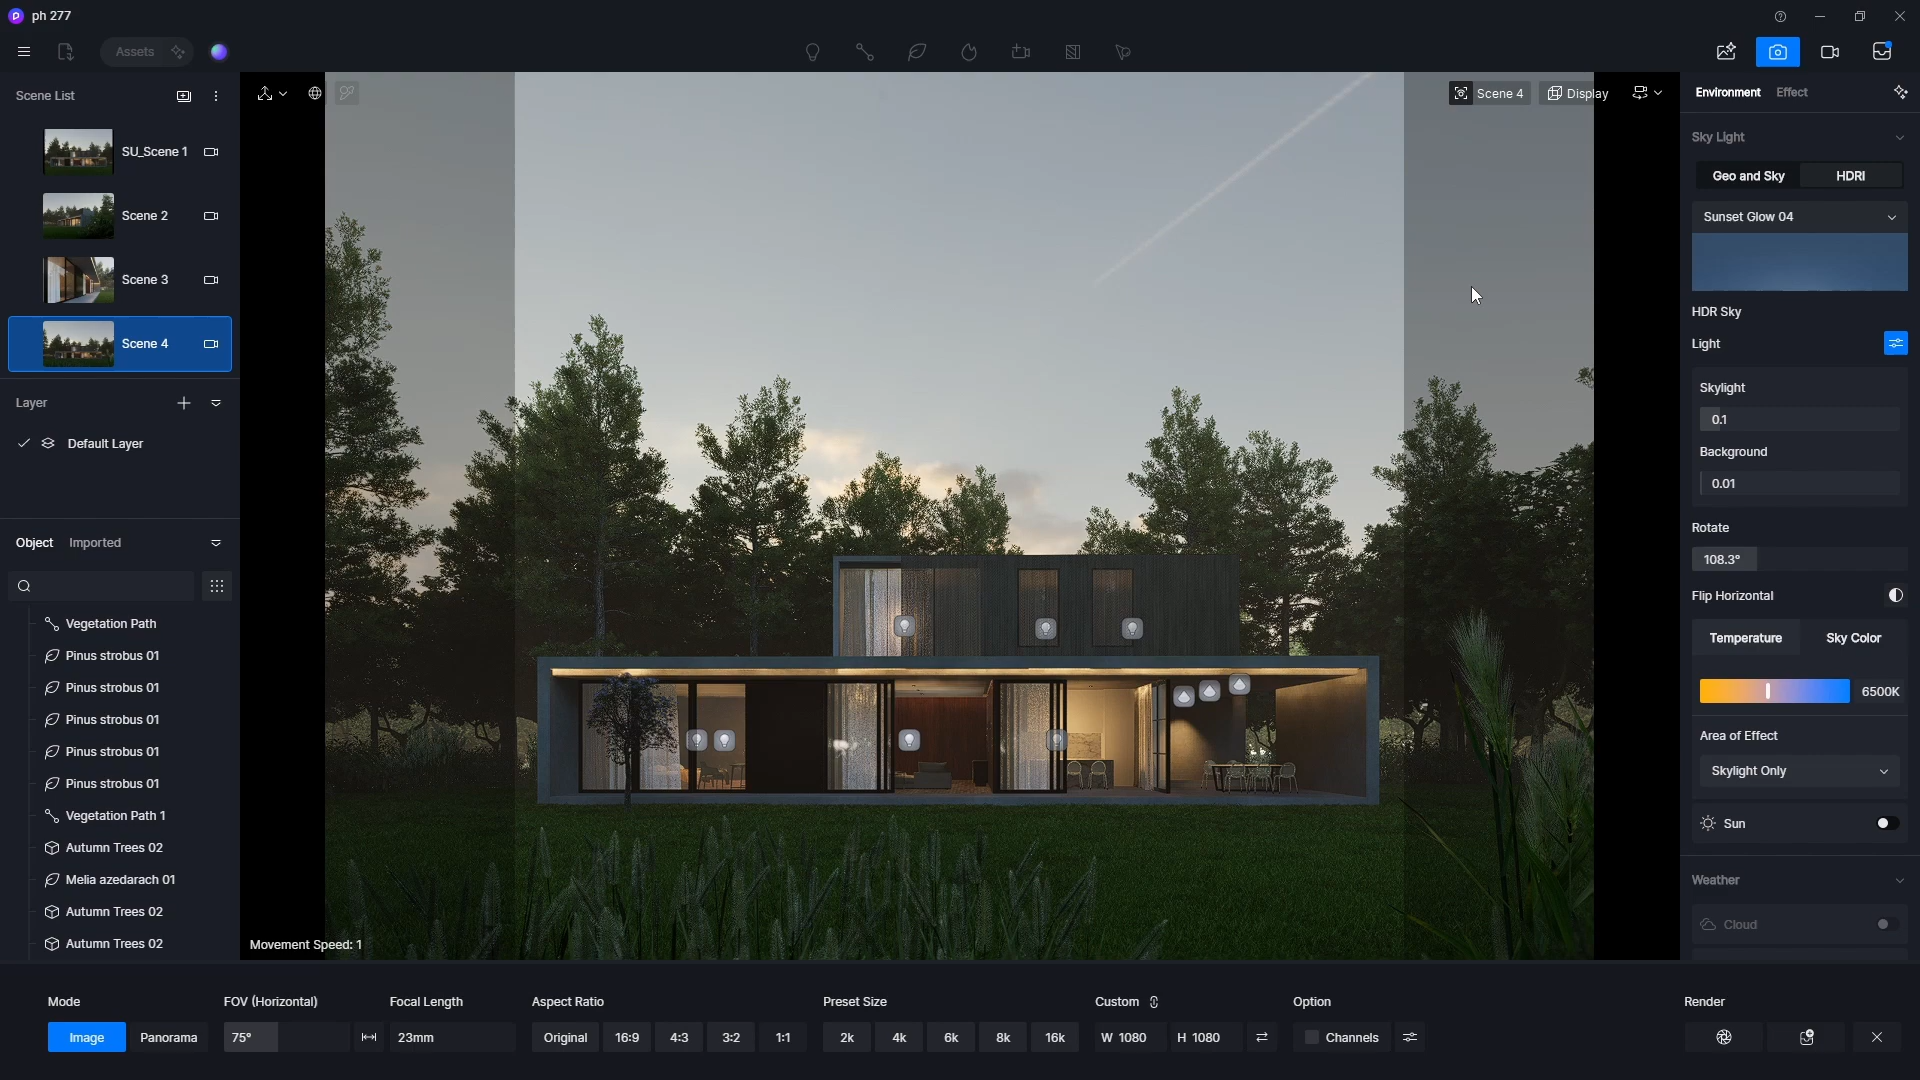 ph 277
Assets
Scene List
SU_Scene 1
Scene 2
Scene 3
Scene 4
Layer
Default Layer
Object Imported
Vegetation Path
Pinus strobus 01
Pinus strobus 01
Pinus strobus 01
Pinus strobus 01
Pinus strobus 01
Vegetation Path 1
Autumn Trees 02
Melia azedarach 01
Autumn Trees 02
Autumn Trees 02
Scene 4 Display
Movement Speed: 1
Environment Effect
Sky Light
Geo and Sky HDRI
Sunset Glow 04
HDR Sky
Light
Skylight
0.1
Background
0.01
Rotate
108.3°
Flip Horizontal
Temperature Sky Color
6500K
Area of Effect
Skylight Only
Sun
Weather
Cloud
Mode FOV (Horizontal) Focal Length Aspect Ratio Preset Size Custom Option Render
Image Panorama 75° 23mm Original 16:9 4:3 3:2 1:1 2k 4k 6k 8k 16k W 1080 H 1080 Channels